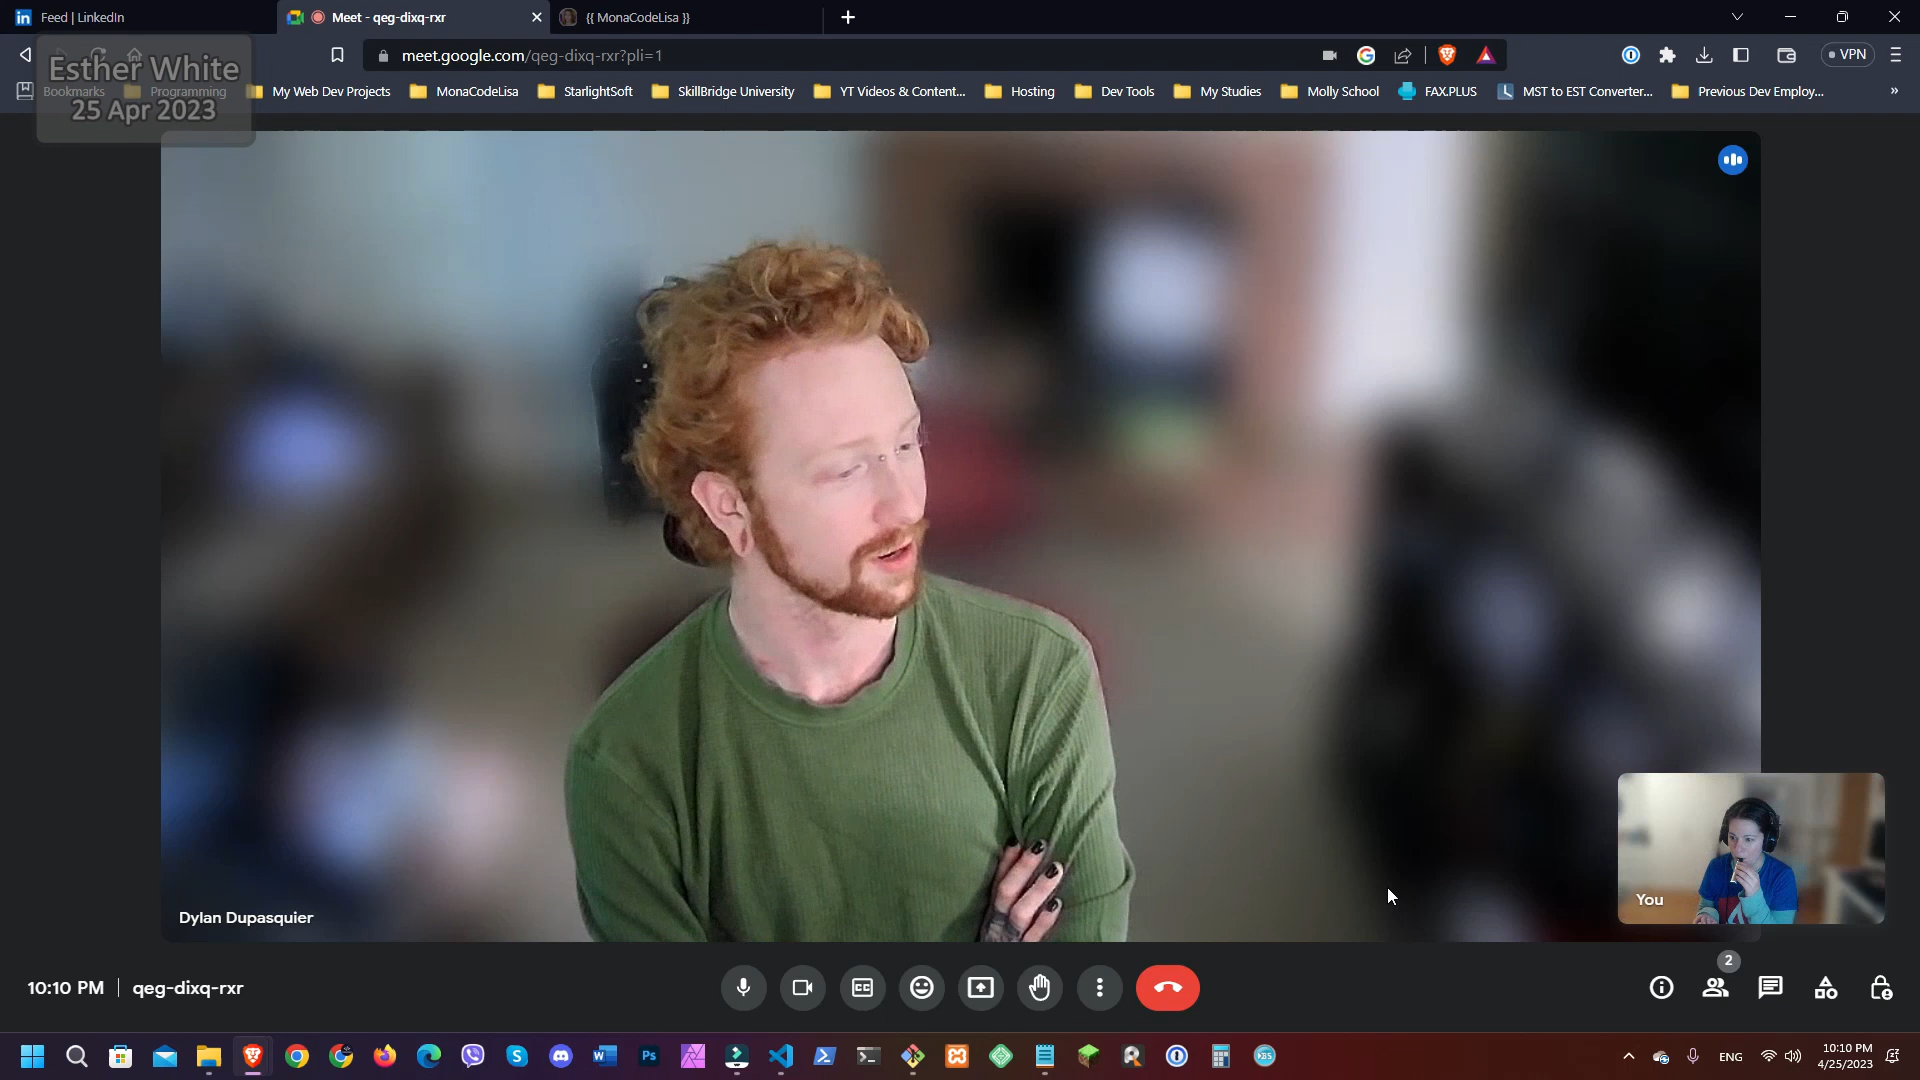 Feed | LinkedIn
Meet - qeg-dixq-rxr
{{ MonaCodeLisa }}
meet.google.com/qeg-dixq-rxr?pli=1
VPN
Esther White
25 Apr 2023
Bookmarks
Programming
My Web Dev Projects
MonaCodeLisa
StarlightSoft
SkillBridge University
YT Videos & Content...
Hosting
Dev Tools
My Studies
Molly School
FAX.PLUS
MST to EST Converter...
Previous Dev Employ...
»
You
Dylan Dupasquier
10:10 PM
qeg-dixq-rxr
2
ENG
10:10 PM
4/25/2023